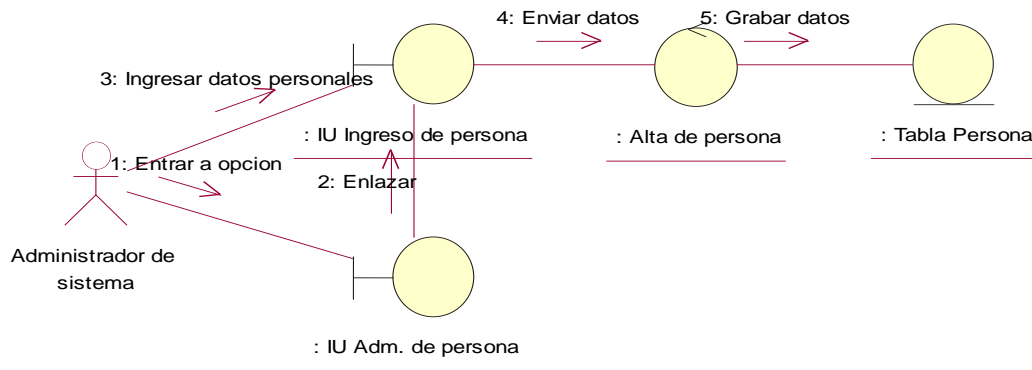 4: Enviar datos
5: Grabar datos
3: Ingresar datos personales
: IU Ingreso de persona
: Alta de persona
: Tabla Persona
1: Entrar a opcion
2: Enlazar
Administrador de
sistema
: IU Adm. de persona